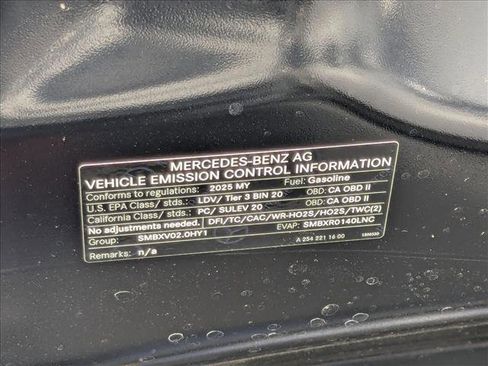 MERCEDES-BENZ AG
VEHICLE EMISSION CONTROL INFORMATION
Conforms to regulations: 2025 MY Fuel: Gasoline
U.S. EPA Class / stds.: LDV/ Tier 3 BIN 20 OBD: CA OBD II
California Class / stds.: PC/ SULEV 20 OBD: CA OBD II
No adjustments needed. DFI/TC/CAC/WR-HO2S/HO2S/TWC(2)
Group: SMBXV02.0HY1 EVAP: SMBXR0140LNC
Remarks: n/a A 254 221 16 00